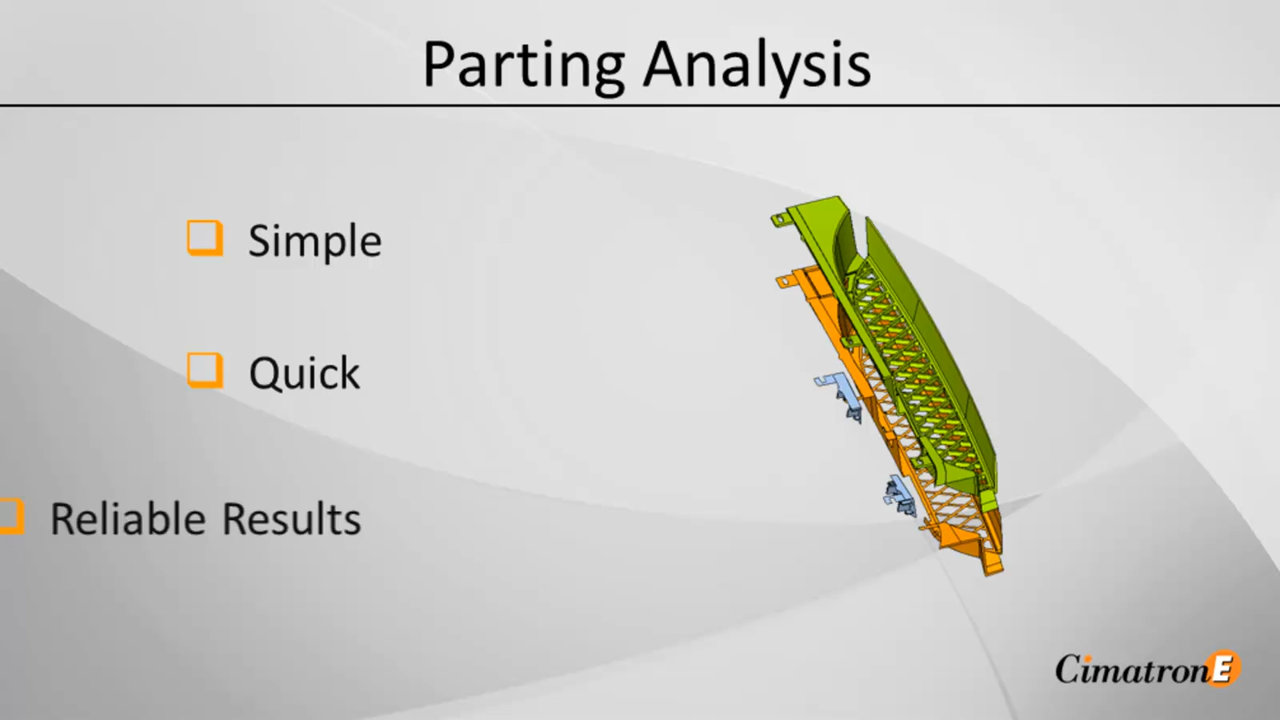 Parting Analysis
Simple
Quick
Reliable Results
CimatronE